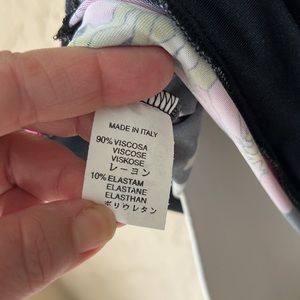 MADE IN ITALY
90% VISCOSA
VISCOSE
VISKOSE
レーヨン
10% ELASTAM
ELASTANE
ELASTHAN
ポリウレタン